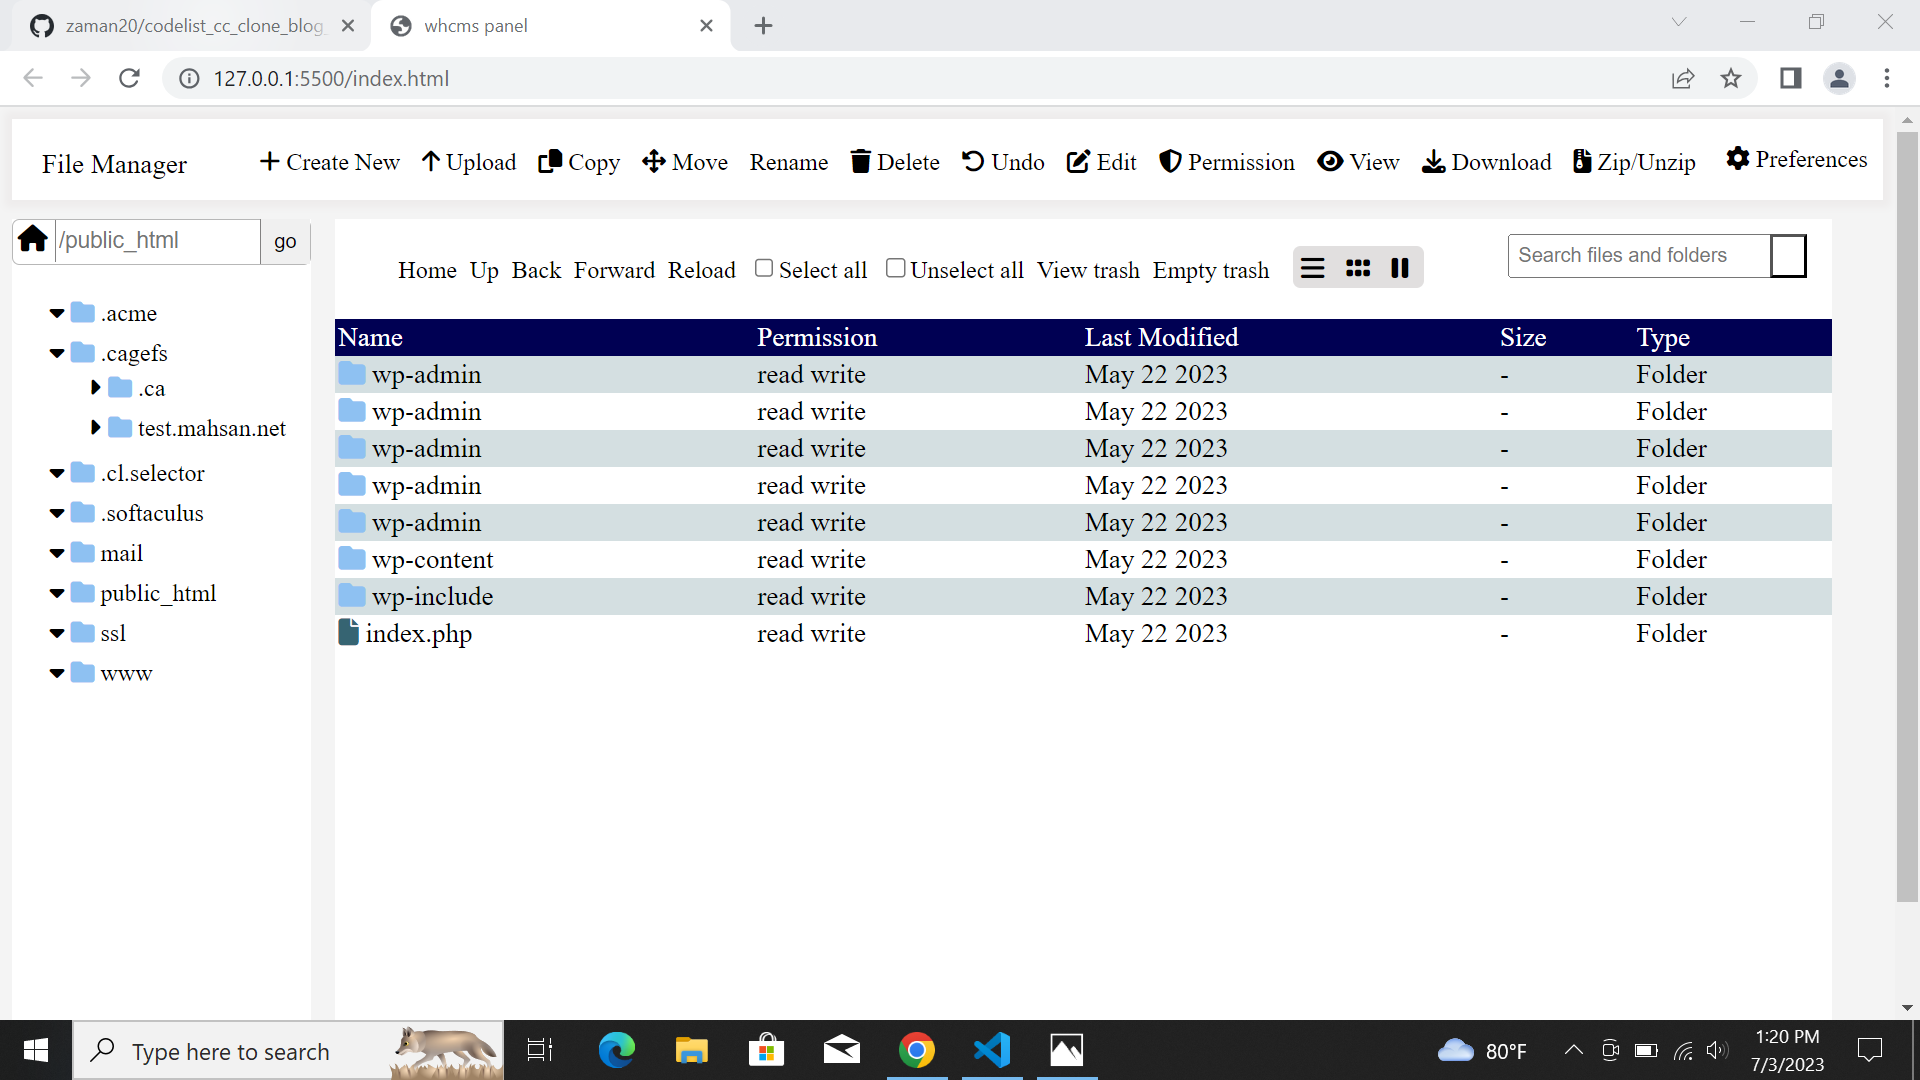 zaman20/codelist_cc_clone_blog_
whcms panel
127.0.0.1:5500/index.html
File Manager
Create New Upload Copy Move Rename Delete Undo Edit Permission View Download Zip/Unzip Preferences
/public_html go
Home Up Back Forward Reload Select all Unselect all View trash Empty trash
Search files and folders
.acme
.cagefs
.ca
test.mahsan.net
.cl.selector
.softaculus
mail
public_html
ssl
www
Name Permission Last Modified Size Type
wp-admin read write May 22 2023 - Folder
wp-admin read write May 22 2023 - Folder
wp-admin read write May 22 2023 - Folder
wp-admin read write May 22 2023 - Folder
wp-admin read write May 22 2023 - Folder
wp-content read write May 22 2023 - Folder
wp-include read write May 22 2023 - Folder
index.php read write May 22 2023 - Folder
Type here to search
80°F
1:20 PM
7/3/2023